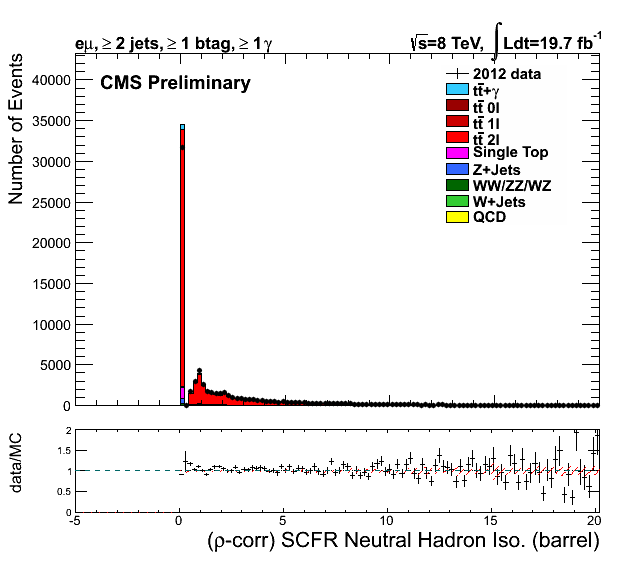 eμ, ≥ 2 jets, ≥ 1 btag, ≥ 1 γ
√s=8 TeV, ∫ Ldt=19.7 fb⁻¹
CMS Preliminary
Number of Events
40000
35000
30000
25000
20000
15000
10000
5000
0
2012 data
tt̄+γ
tt̄ 0l
tt̄ 1l
tt̄ 2l
Single Top
Z+Jets
WW/ZZ/WZ
W+Jets
QCD
data/MC
2
1.5
1
0.5
0
-5 0 5 10 15 20
(ρ-corr) SCFR Neutral Hadron Iso. (barrel)